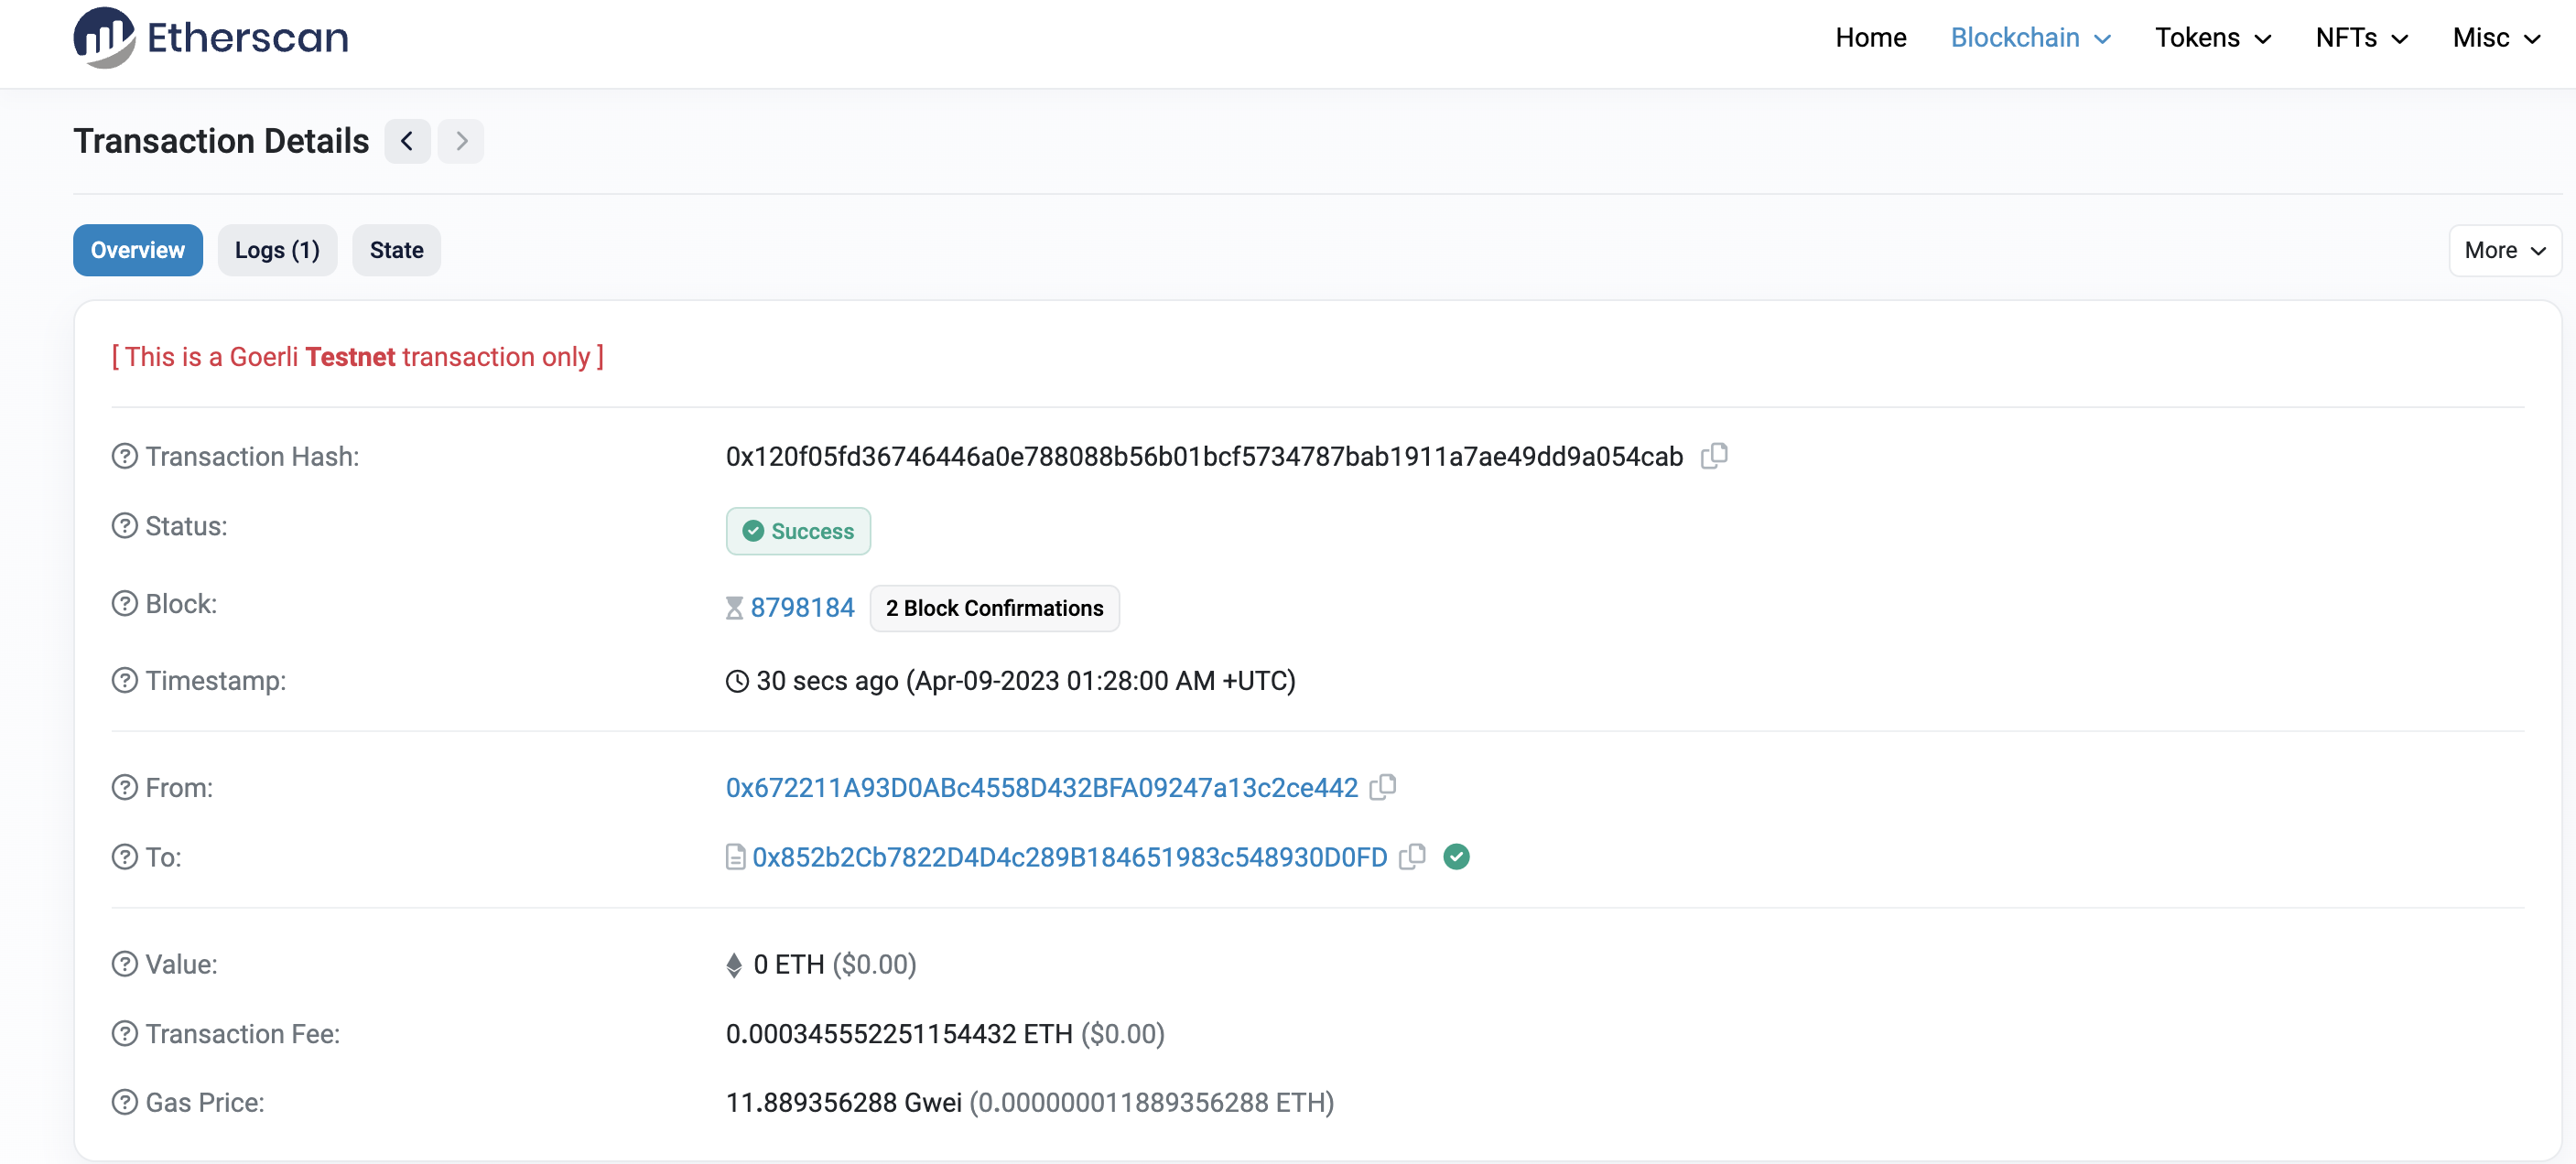 Etherscan
Home Blockchain Tokens NFTs Misc
Transaction Details
Overview Logs (1) State More
[ This is a Goerli Testnet transaction only ]
Transaction Hash: 0x120f05fd36746446a0e788088b56b01bcf5734787bab1911a7ae49dd9a054cab
Status: Success
Block: 8798184 2 Block Confirmations
Timestamp: 30 secs ago (Apr-09-2023 01:28:00 AM +UTC)
From: 0x672211A93D0ABc4558D432BFA09247a13c2ce442
To: 0x852b2Cb7822D4D4c289B184651983c548930D0FD
Value: 0 ETH ($0.00)
Transaction Fee: 0.000345552251154432 ETH ($0.00)
Gas Price: 11.889356288 Gwei (0.000000011889356288 ETH)